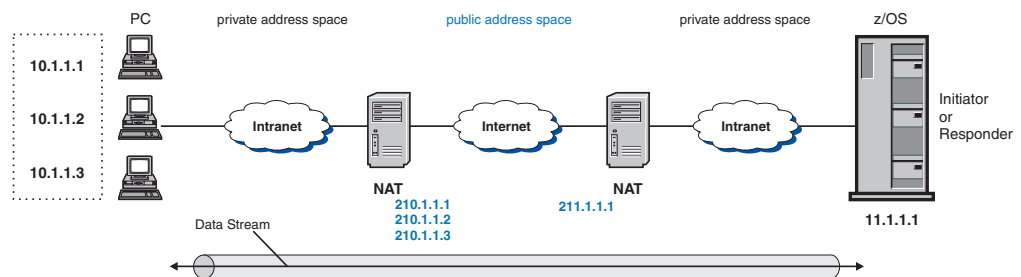 PC
private address space
public address space
private address space
z/OS
10.1.1.1
10.1.1.2
10.1.1.3
Intranet
Internet
Intranet
Initiator
or
Responder
NAT
NAT
210.1.1.1
210.1.1.2
210.1.1.3
211.1.1.1
11.1.1.1
Data Stream